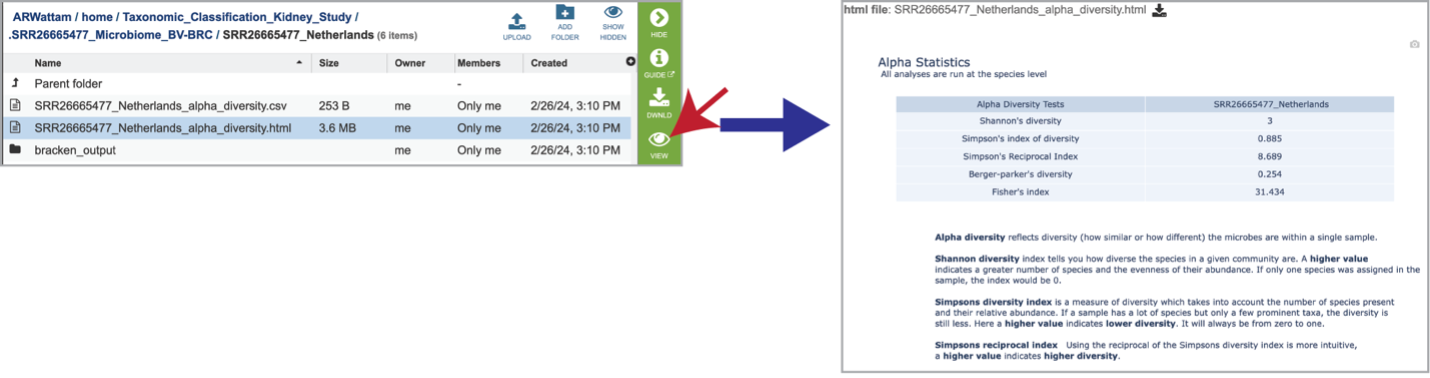 ARWattam / home / Taxonomic_Classification_Kidney_Study /
.SRR26665477_Microbiome_BV-BRC / SRR26665477_Netherlands (6 items)
UPLOAD
ADD
FOLDER
SHOW
HIDDEN
Name Size Owner Members Created
Parent folder -
SRR26665477_Netherlands_alpha_diversity.csv 253 B me Only me 2/26/24, 3:10 PM
SRR26665477_Netherlands_alpha_diversity.html 3.6 MB me Only me 2/26/24, 3:10 PM
bracken_output me Only me 2/26/24, 3:10 PM
HIDE
GUIDE
DWNLD
VIEW
html file: SRR26665477_Netherlands_alpha_diversity.html
Alpha Statistics
All analyses are run at the species level
Alpha Diversity Tests SRR26665477_Netherlands
Shannon's diversity 3
Simpson's index of diversity 0.885
Simpson's Reciprocal Index 8.689
Berger-parker's diversity 0.254
Fisher's index 31.434
Alpha diversity reflects diversity (how similar or how different) the microbes are within a single sample.
Shannon diversity index tells you how diverse the species in a given community are. A higher value
indicates a greater number of species and the evenness of their abundance. If only one species was assigned in the
sample, the index would be 0.
Simpsons diversity index is a measure of diversity which takes into account the number of species present
and their relative abundance. If a sample has a lot of species but only a few prominent taxa, the diversity is
still less. Here a higher value indicates lower diversity. It will always be from zero to one.
Simpsons reciprocal index Using the reciprocal of the Simpsons diversity index is more intuitive,
a higher value indicates higher diversity.